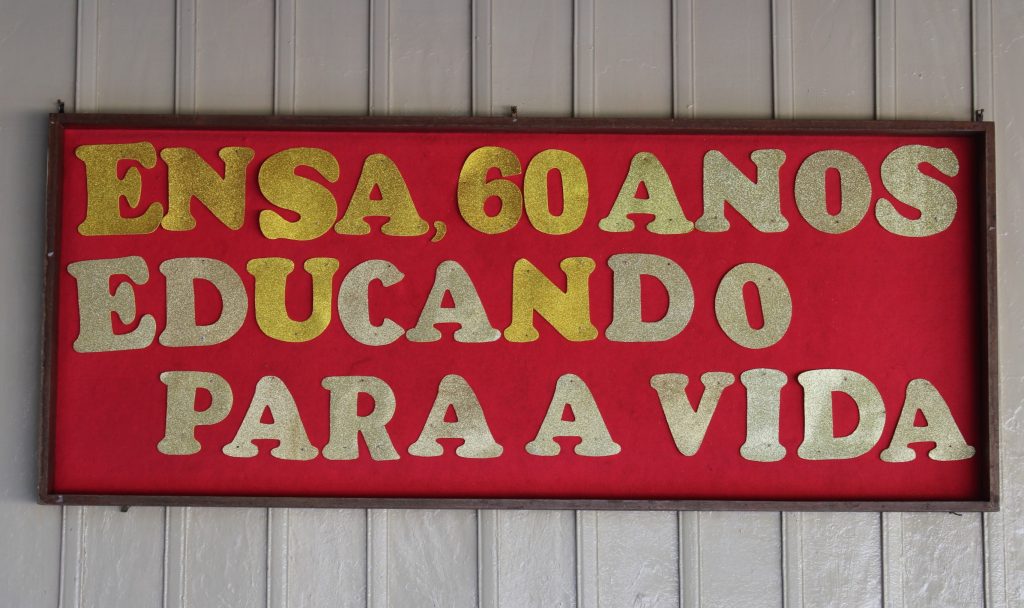 ENSA, 60 ANOS
EDUCANDO
PARA A VIDA